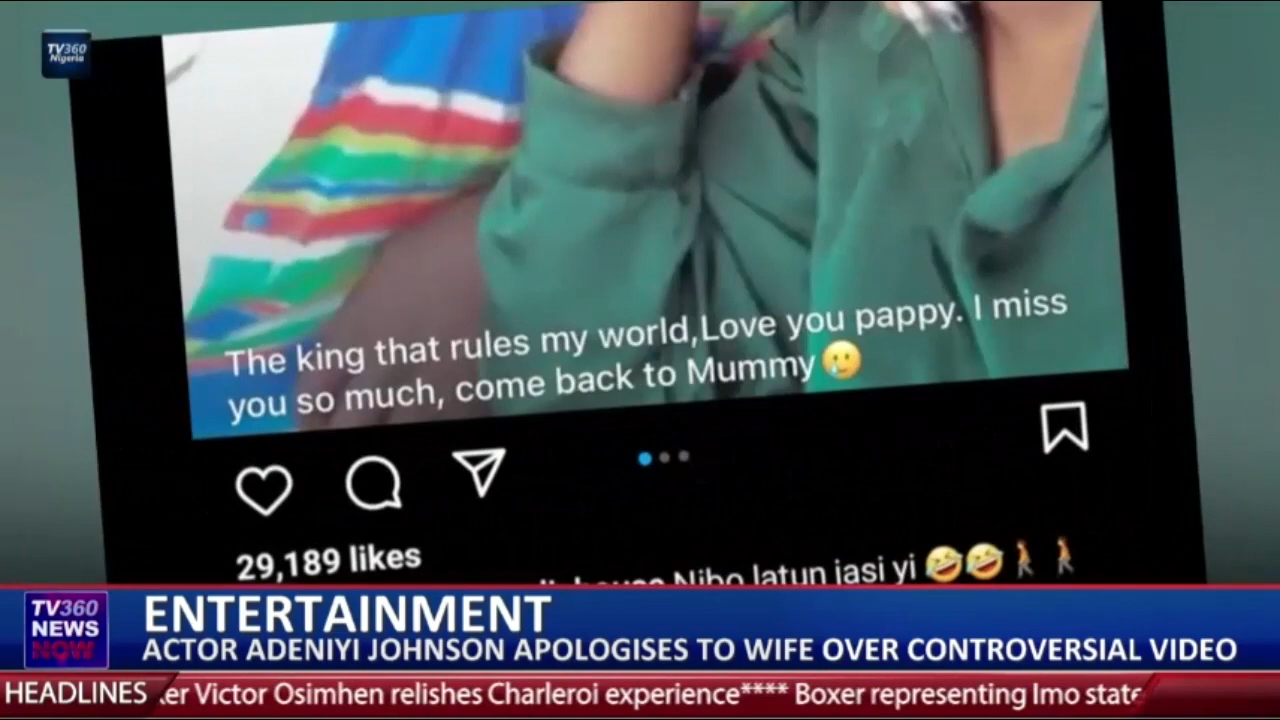 TV360
Nigeria
The king that rules my world,Love you pappy. I miss
you so much, come back to Mummy🥲
29,189 likes
Nibo latun jasi yi 🤣🤣🚶🚶
TV360
NEWS
NOW
ENTERTAINMENT
ACTOR ADENIYI JOHNSON APOLOGISES TO WIFE OVER CONTROVERSIAL VIDEO
HEADLINES
er Victor Osimhen relishes Charleroi experience**** Boxer representing Imo state